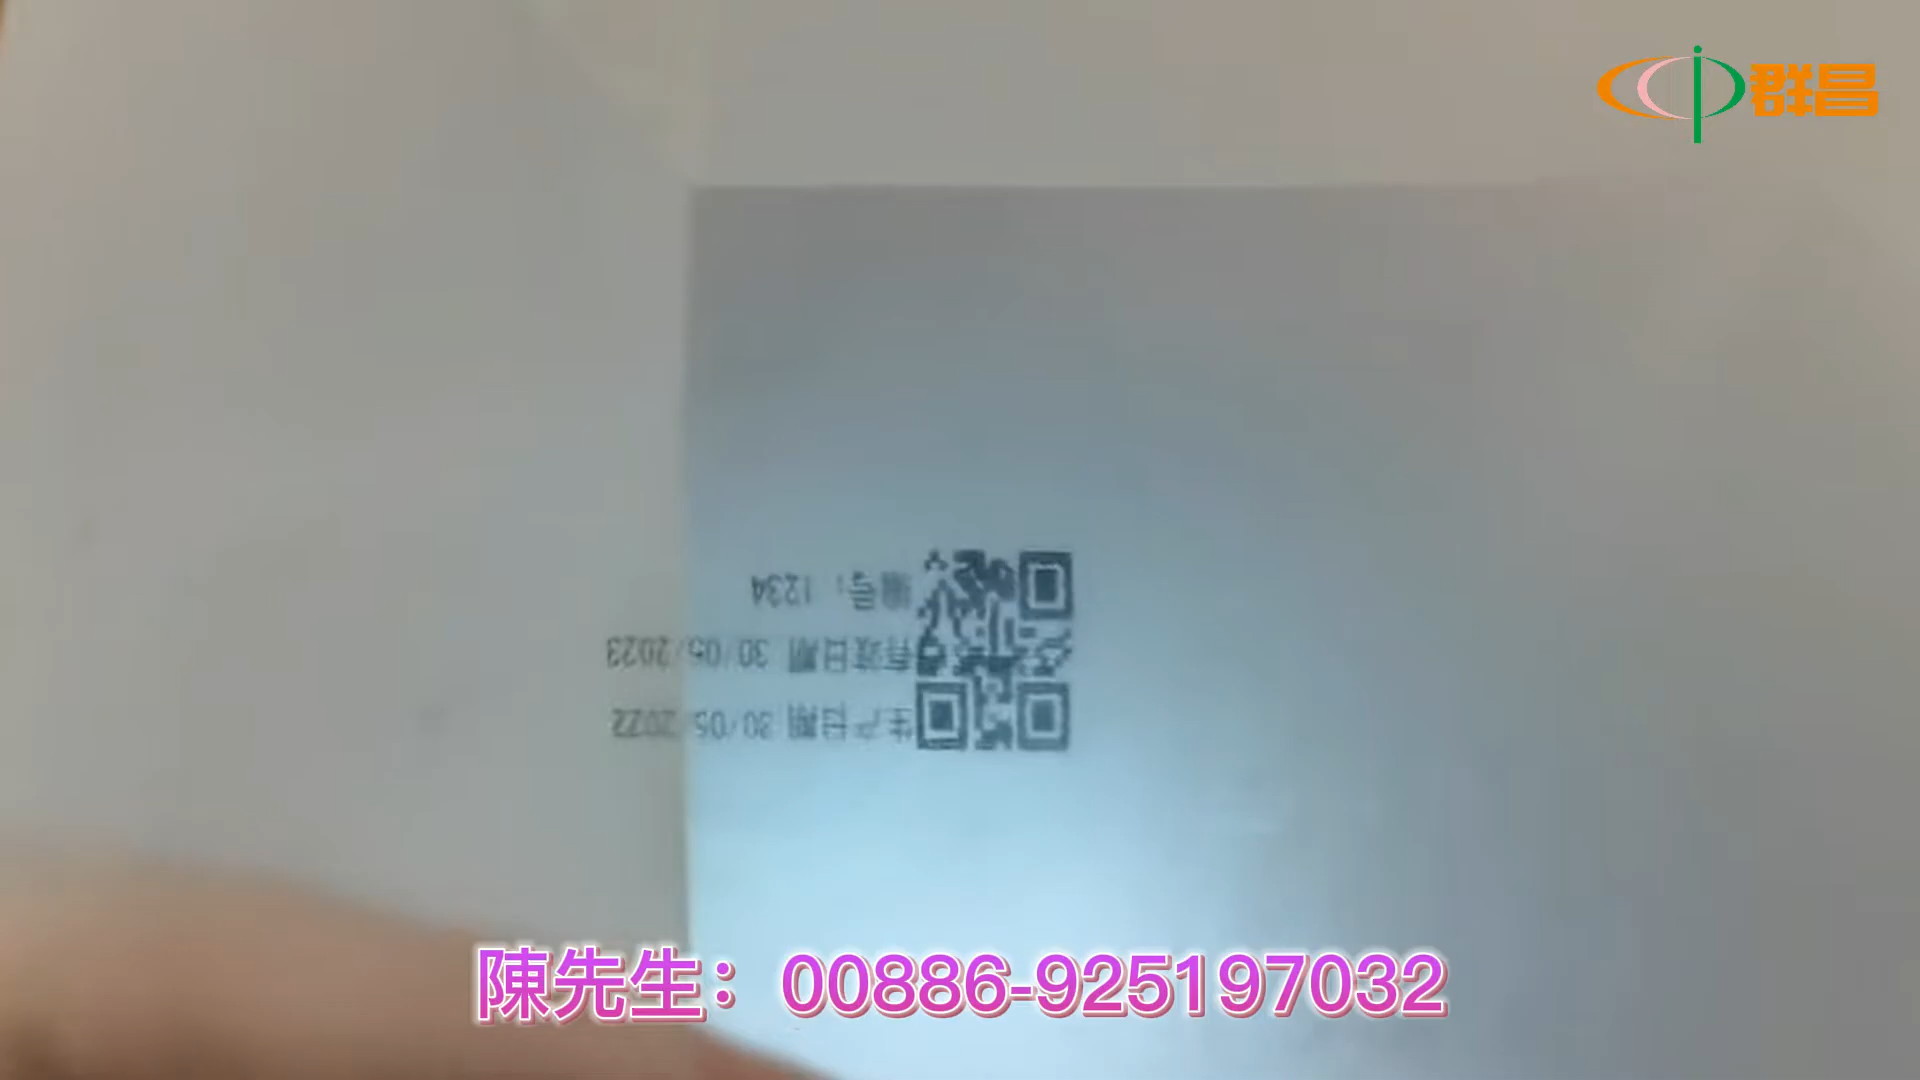 群昌
生产日期 30/05/2022
有效日期 30/05/2023
编号: 1234
陳先生：00886-925197032